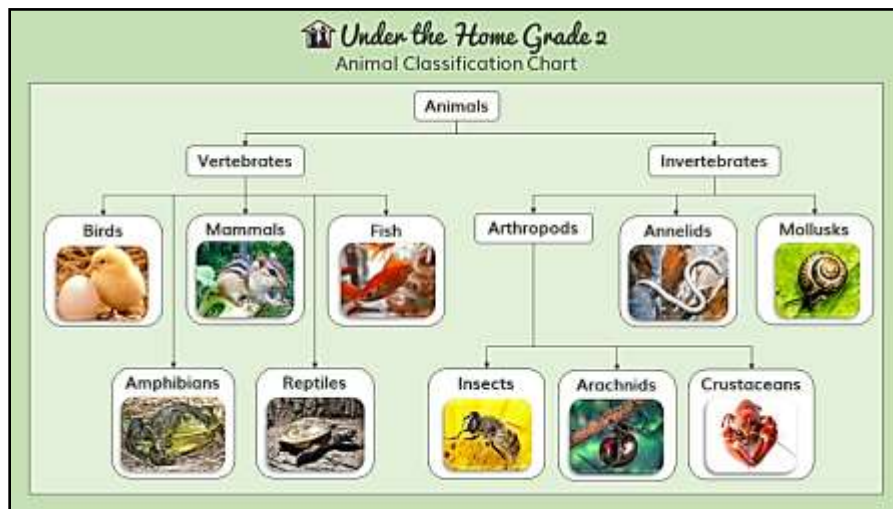 Under the Home Grade 2
Animal Classification Chart
Animals
Vertebrates
Invertebrates
Birds
Mammals
Fish
Arthropods
Annelids
Mollusks
Amphibians
Reptiles
Insects
Arachnids
Crustaceans